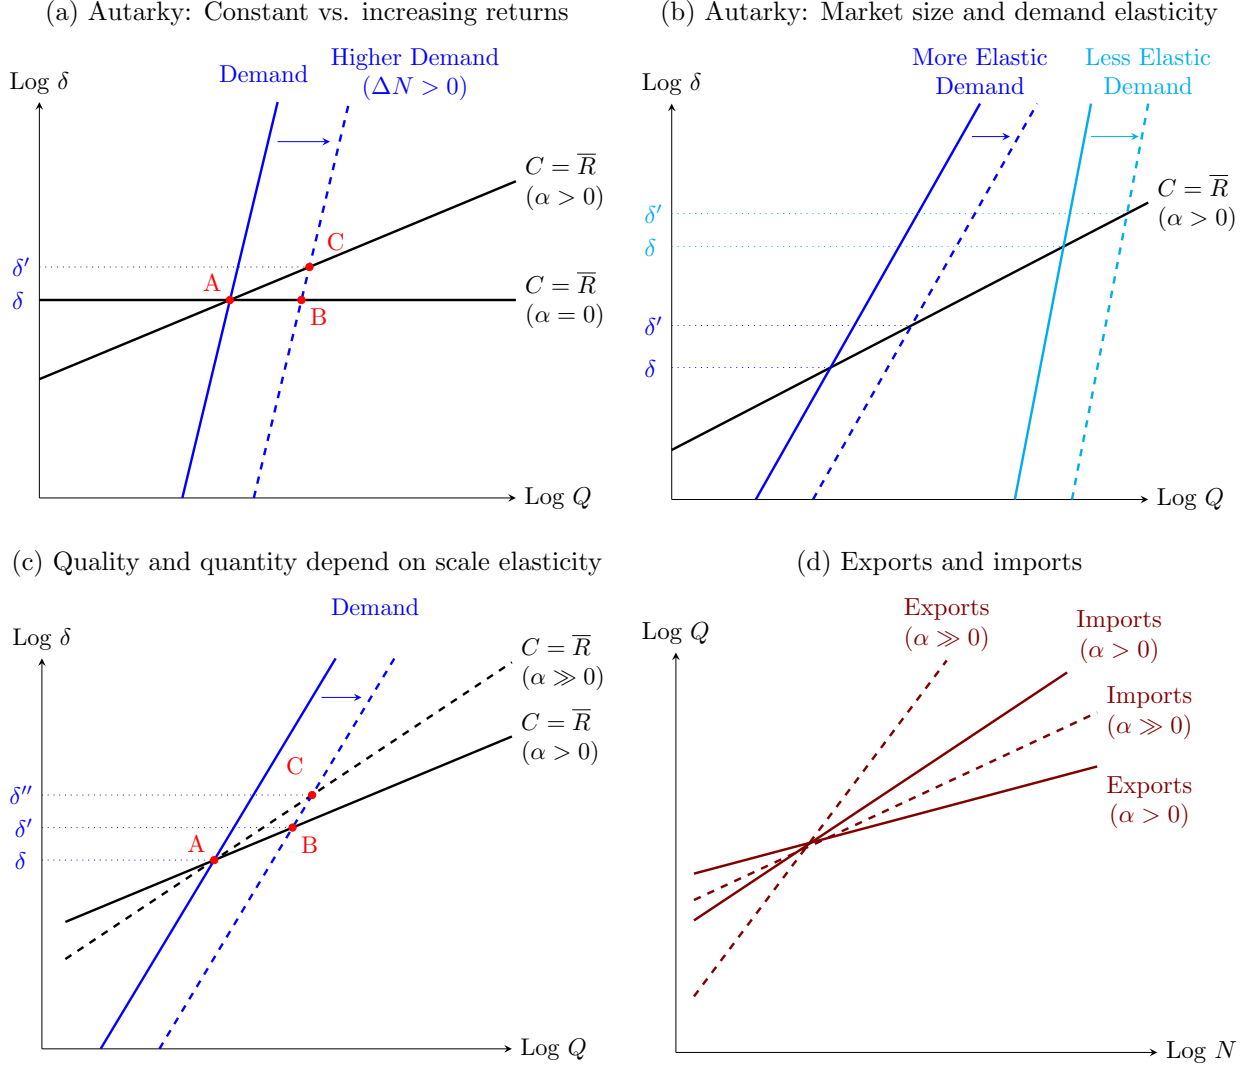 (a) Autarky: Constant vs. increasing returns
Log δ
Demand
Higher Demand
(ΔN > 0)
C = R̅
(α > 0)
C
δ′
A
δ
B
C = R̅
(α = 0)
Log Q
(b) Autarky: Market size and demand elasticity
Log δ
More Elastic
Demand
Less Elastic
Demand
C = R̅
(α > 0)
δ′
δ
δ′
δ
Log Q
(c) Quality and quantity depend on scale elasticity
Demand
Log δ
C = R̅
(α ≫ 0)
C = R̅
(α > 0)
C
δ″
δ′
A
B
δ
Log Q
(d) Exports and imports
Log Q
Exports
(α ≫ 0)
Imports
(α > 0)
Imports
(α ≫ 0)
Exports
(α > 0)
Log N